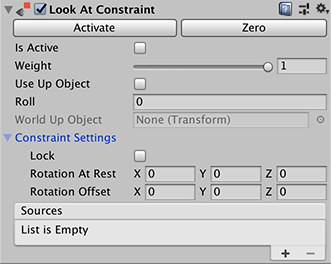 Look At Constraint
Activate Zero
Is Active
Weight 1
Use Up Object
Roll 0
World Up Object None (Transform)
Constraint Settings
Lock
Rotation At Rest X 0 Y 0 Z 0
Rotation Offset X 0 Y 0 Z 0
Sources
List is Empty
+ −